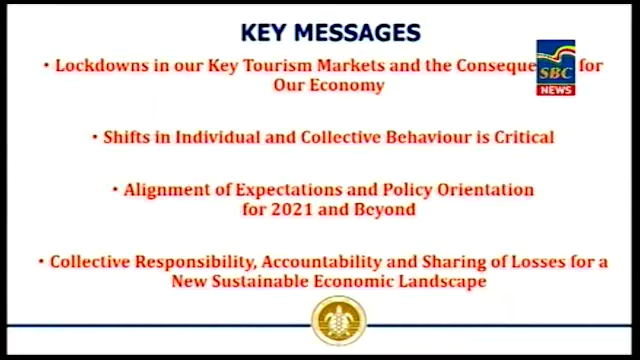 KEY MESSAGES
• Lockdowns in our Key Tourism Markets and the Conseque for
Our Economy
SBC
NEWS
• Shifts in Individual and Collective Behaviour is Critical
• Alignment of Expectations and Policy Orientation
for 2021 and Beyond
• Collective Responsibility, Accountability and Sharing of Losses for a
New Sustainable Economic Landscape